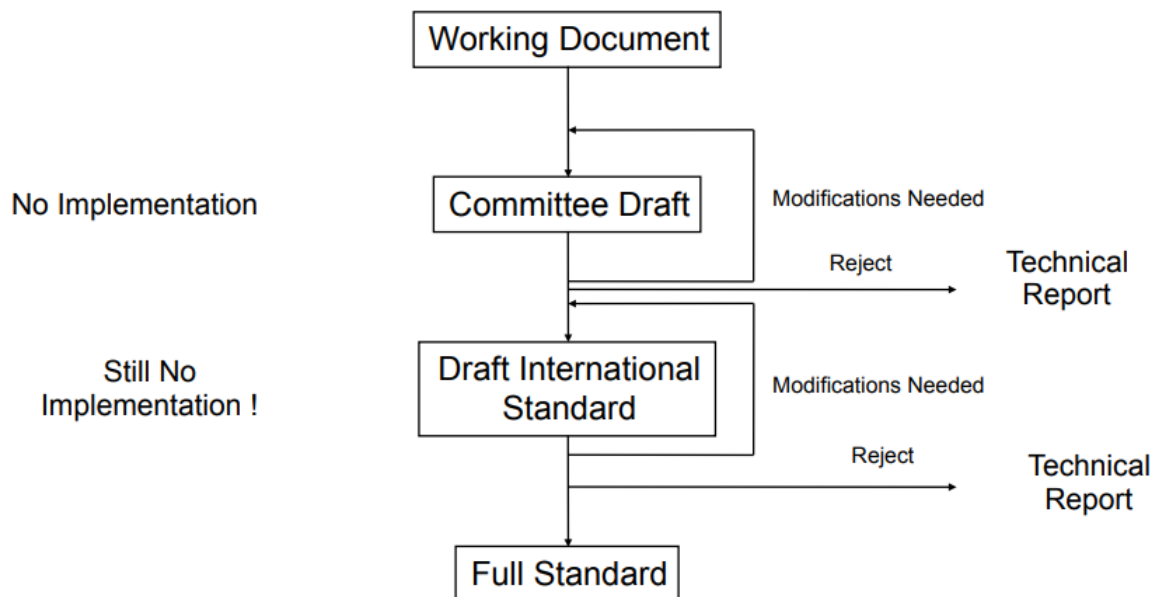 Working Document
No Implementation
Committee Draft
Modifications Needed
Reject
Technical
Report
Still No
Implementation !
Draft International
Standard
Modifications Needed
Reject
Technical
Report
Full Standard